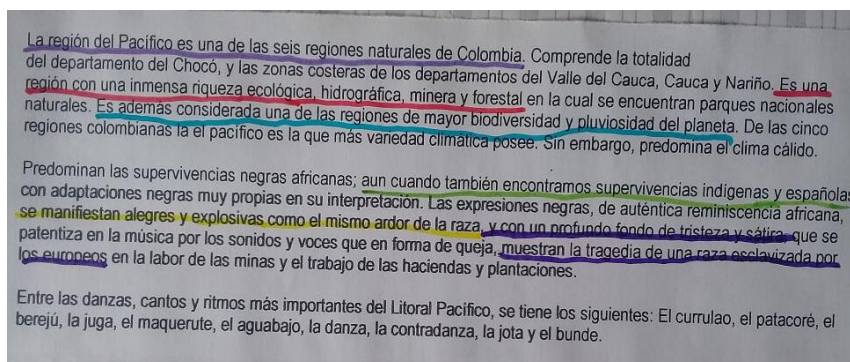 La región del Pacífico es una de las seis regiones naturales de Colombia. Comprende la totalidad
del departamento del Chocó, y las zonas costeras de los departamentos del Valle del Cauca, Cauca y Nariño. Es una
región con una inmensa riqueza ecológica, hidrográfica, minera y forestal en la cual se encuentran parques nacionales
naturales. Es además considerada una de las regiones de mayor biodiversidad y pluviosidad del planeta. De las cinco
regiones colombianas la el pacífico es la que más variedad climática posee. Sin embargo, predomina el clima cálido.
Predominan las supervivencias negras africanas; aun cuando también encontramos supervivencias indígenas y españolas
con adaptaciones negras muy propias en su interpretación. Las expresiones negras, de auténtica reminiscencia africana,
se manifiestan alegres y explosivas como el mismo ardor de la raza, y con un profundo fondo de tristeza y sátira, que se
patentiza en la música por los sonidos y voces que en forma de queja, muestran la tragedia de una raza esclavizada por
los europeos en la labor de las minas y el trabajo de las haciendas y plantaciones.
Entre las danzas, cantos y ritmos más importantes del Litoral Pacífico, se tiene los siguientes: El currulao, el patacoré, el
berejú, la juga, el maquerute, el aguabajo, la danza, la contradanza, la jota y el bunde.